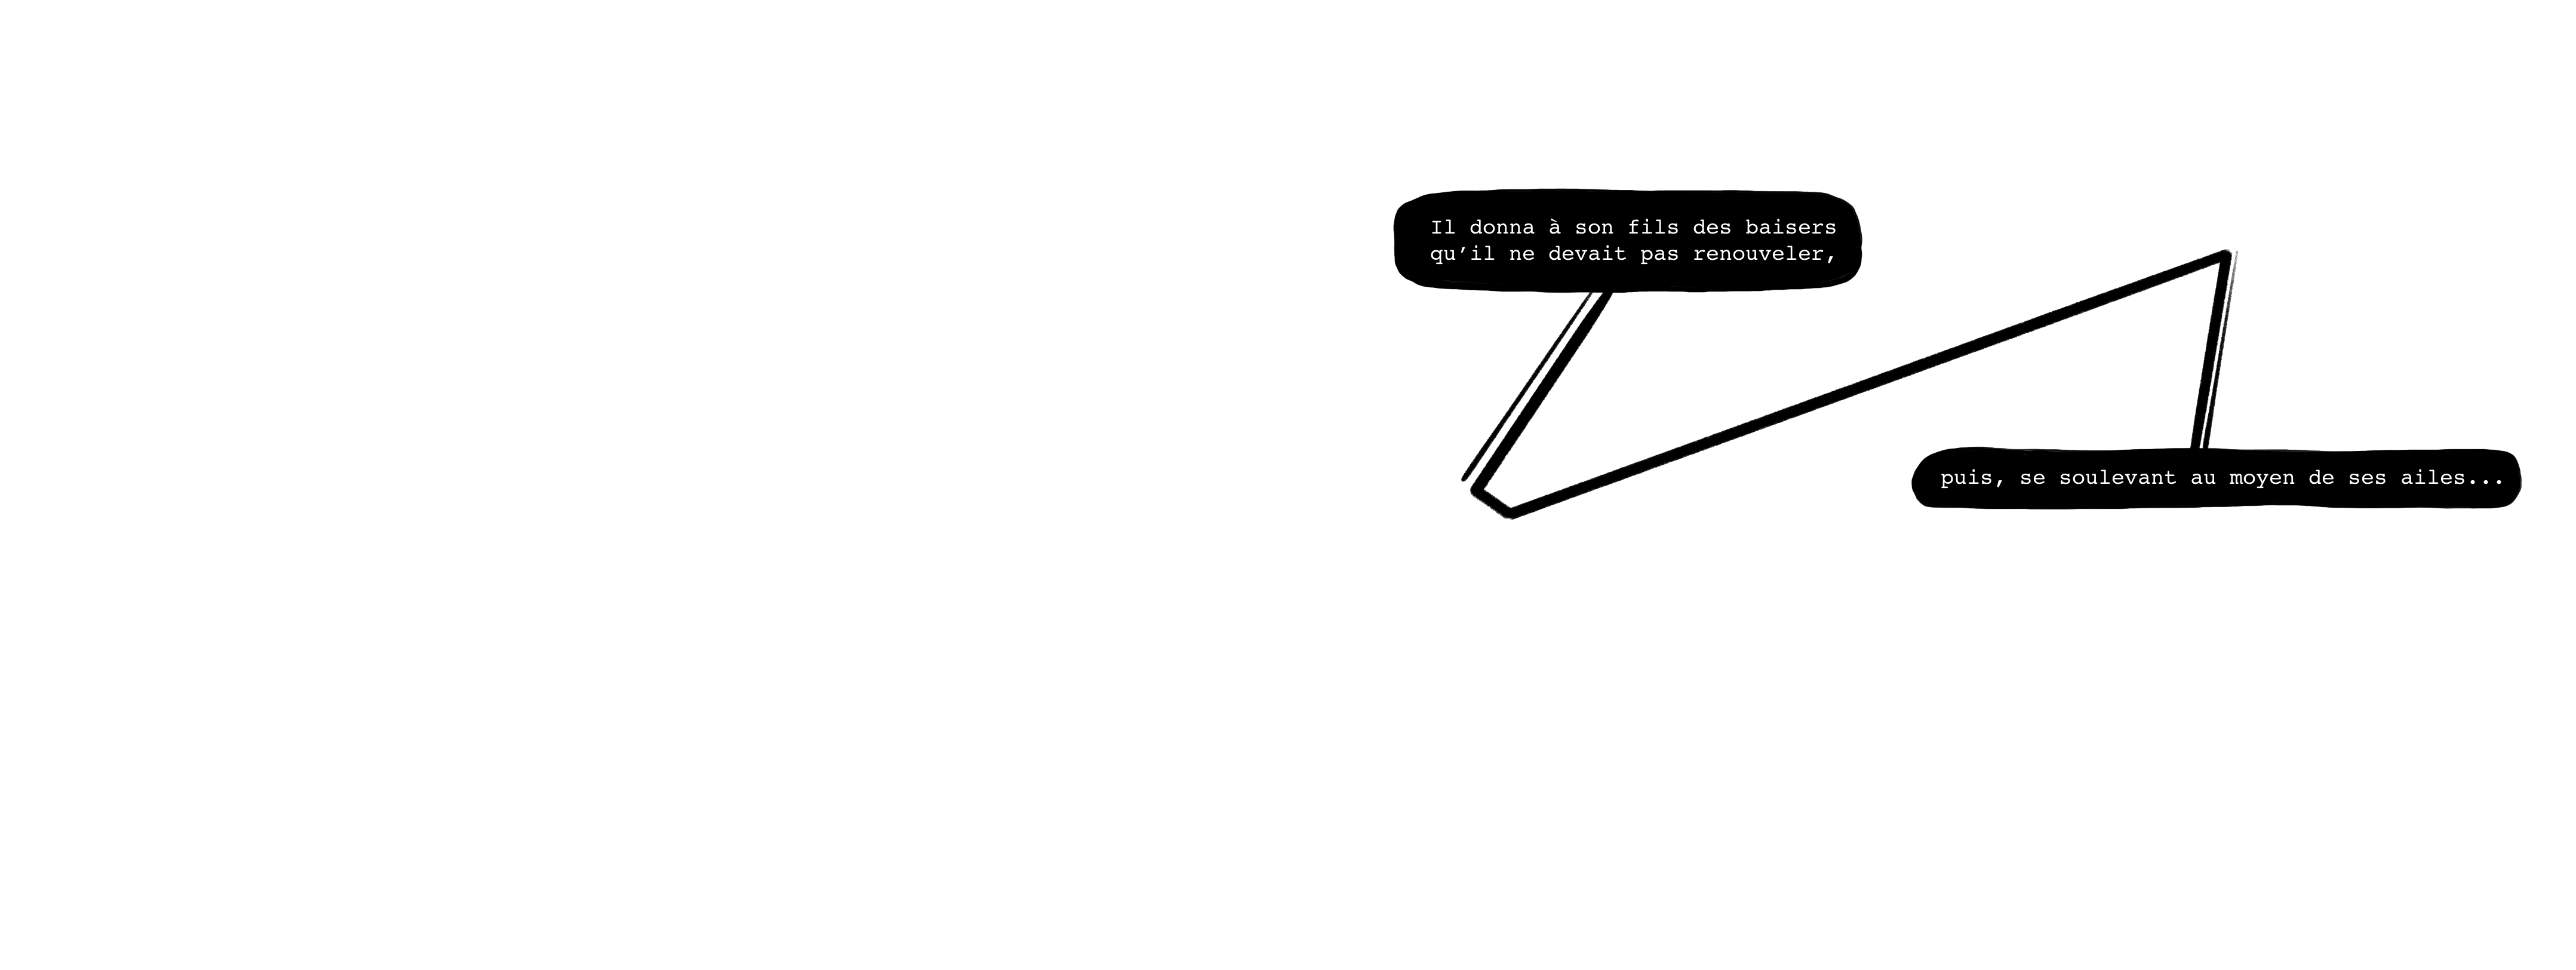 Il donna à son fils des baisers
qu’il ne devait pas renouveler,
puis, se soulevant au moyen de ses ailes...